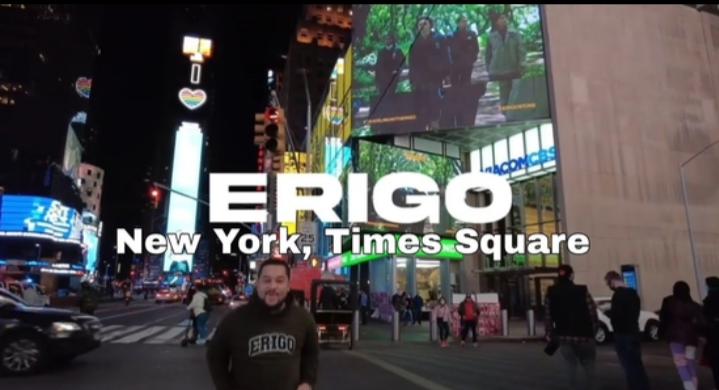 VIACOMCBS
ERIGO
New York, Times Square
ERIGO